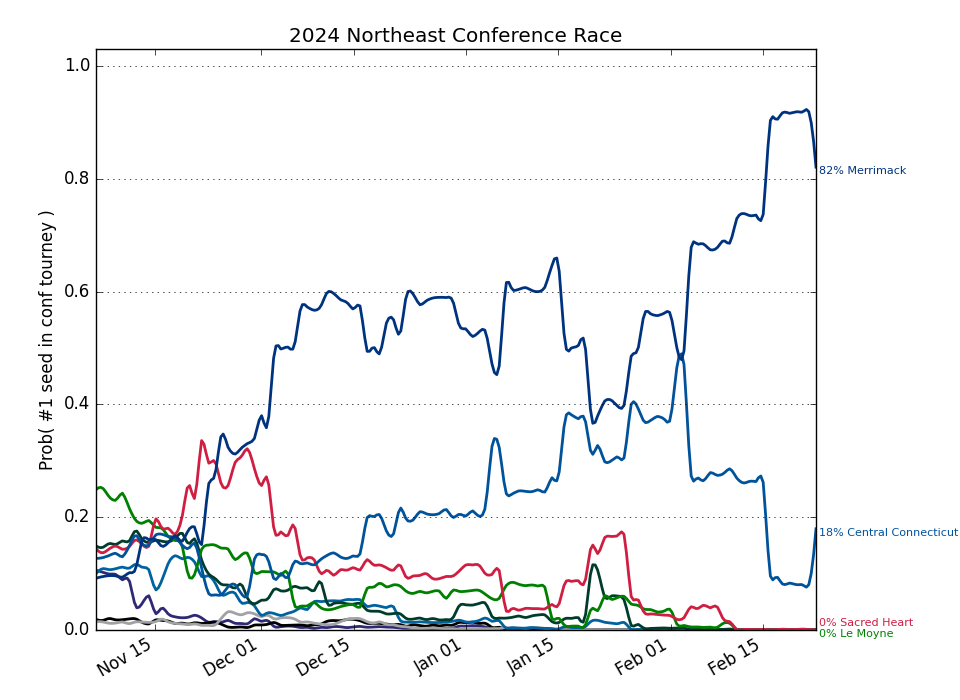 2024 Northeast Conference Race
Prob( #1 seed in conf tourney )
1.0
0.8
0.6
0.4
0.2
0.0
82% Merrimack
18% Central Connecticut
0% Sacred Heart
0% Le Moyne
Nov 15
Dec 01
Dec 15
Jan 01
Jan 15
Feb 01
Feb 15